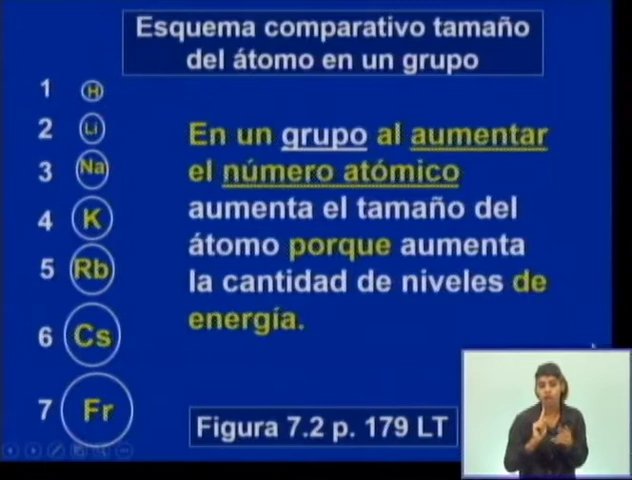 Esquema comparativo tamaño
del átomo en un grupo
1 H
2 Li
3 Na
4 K
5 Rb
6 Cs
7 Fr
En un grupo al aumentar
el número atómico
aumenta el tamaño del
átomo porque aumenta
la cantidad de niveles de
energía.
Figura 7.2 p. 179 LT